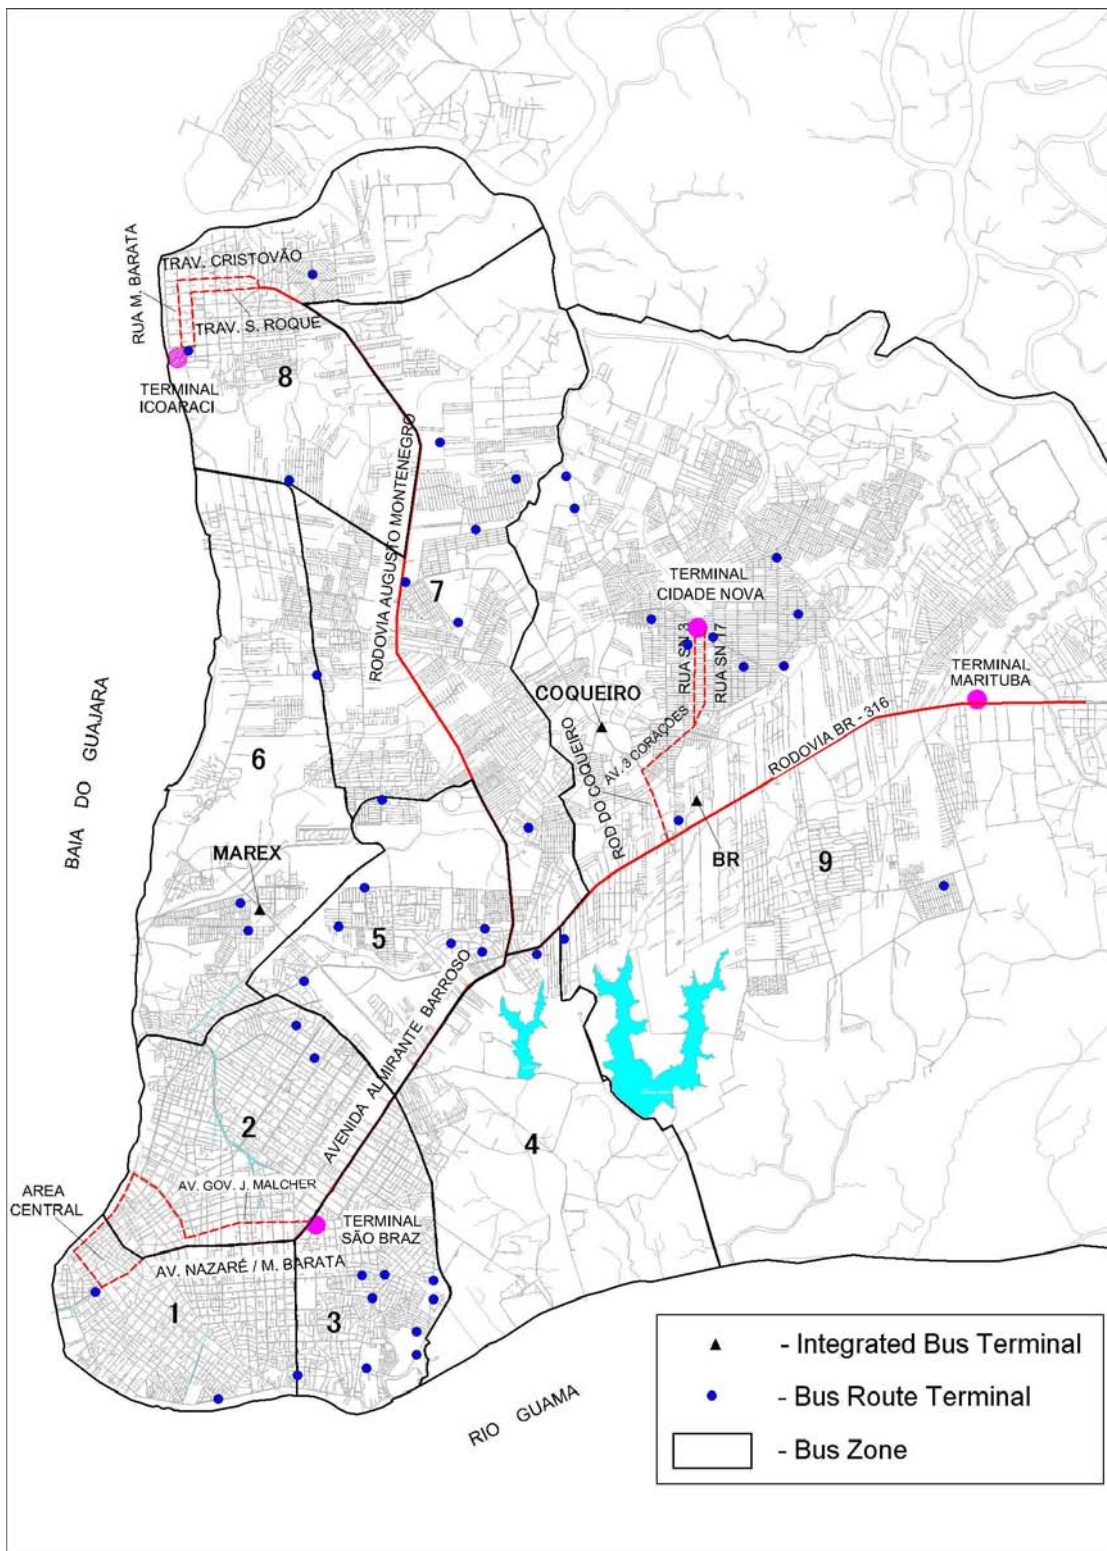 TRAV. CRISTOVÃO
RUA M. BARATA
TRAV. S. ROQUE
8
TERMINAL
ICOARACI
RODOVIA AUGUSTO MONTENEGRO
7
TERMINAL
CIDADE NOVA
RUA SN 3
RUA SN 17
TERMINAL
MARITUBA
COQUEIRO
AV. 3 CORAÇÕES
RODOVIA BR - 316
ROD DO COQUEIRO
6
BAIA DO GUAJARA
MAREX
BR
9
5
AVENIDA ALMIRANTE BARROSO
2
4
AV. GOV. J. MALCHER
AREA
CENTRAL
TERMINAL
SÃO BRAZ
AV. NAZARÉ / M. BARATA
1
3
RIO GUAMA
- Integrated Bus Terminal
- Bus Route Terminal
- Bus Zone